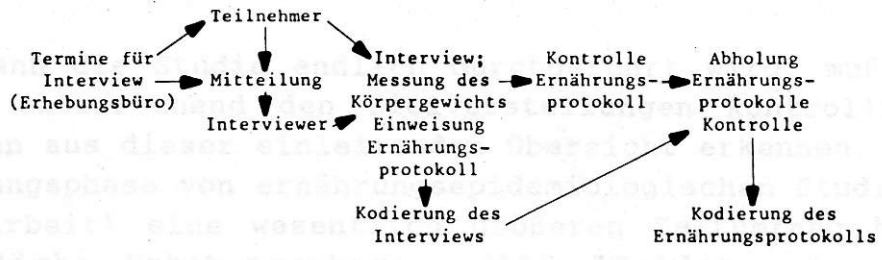 Teilnehmer
Termine für
Interview
(Erhebungsbüro)
Mitteilung
Interviewer
Interview;
Messung des
Körpergewichts
Einweisung
Ernährungs-
protokoll
Kontrolle
Ernährungs-
protokoll
Abholung
Ernährungs-
protokolle
Kontrolle
Kodierung des
Interviews
Kodierung des
Ernährungsprotokolls